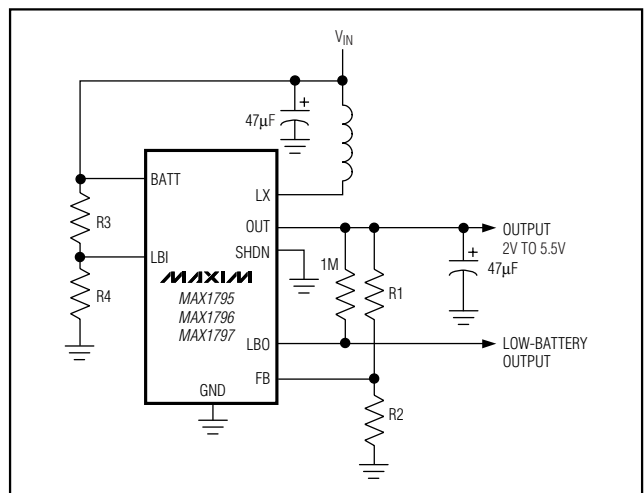 VIN
47µF
+
BATT
LX
R3
OUT
OUTPUT
2V TO 5.5V
SHDN
+
1M
R1
47µF
LBI
MAXIM
MAX1795
MAX1796
MAX1797
R4
LBO
LOW-BATTERY
OUTPUT
FB
GND
R2